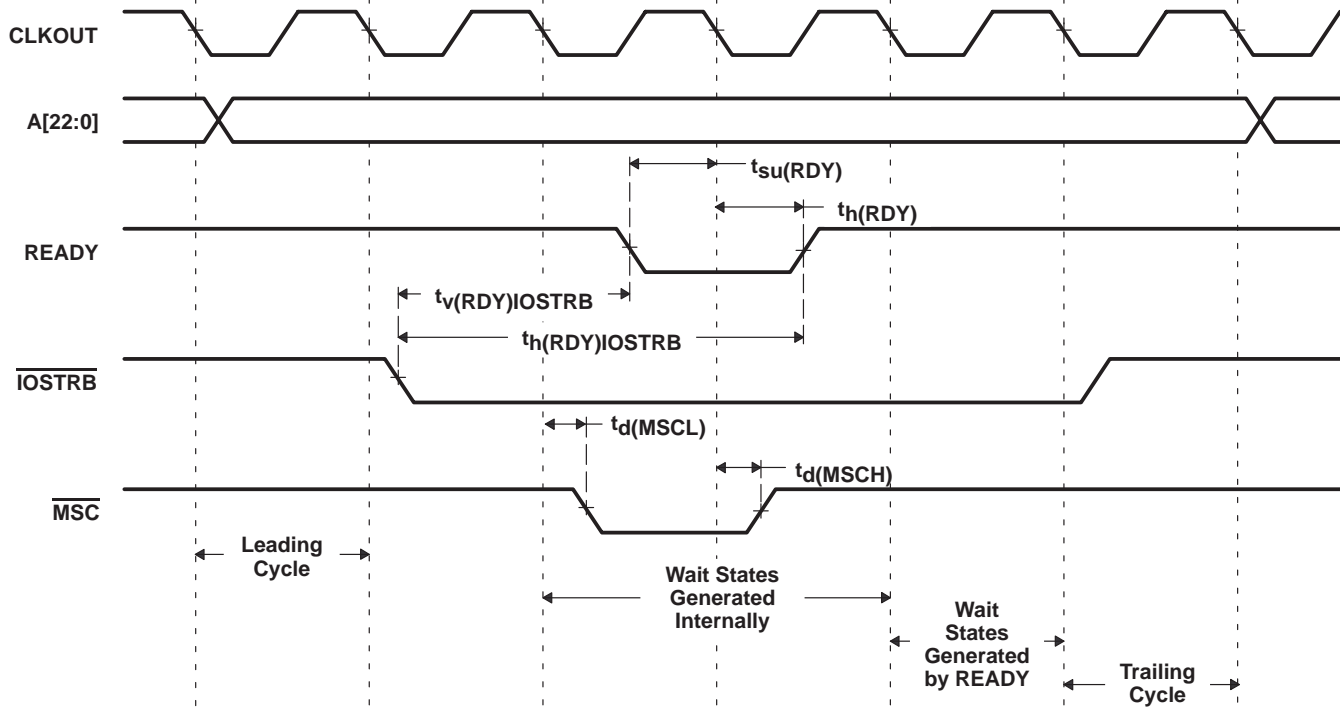 CLKOUT
A[22:0]
tsu(RDY)
th(RDY)
READY
tv(RDY)IOSTRB
th(RDY)IOSTRB
IOSTRB
td(MSCL)
td(MSCH)
MSC
Leading
Cycle
Wait States
Generated
Internally
Wait
States
Generated
by READY
Trailing
Cycle